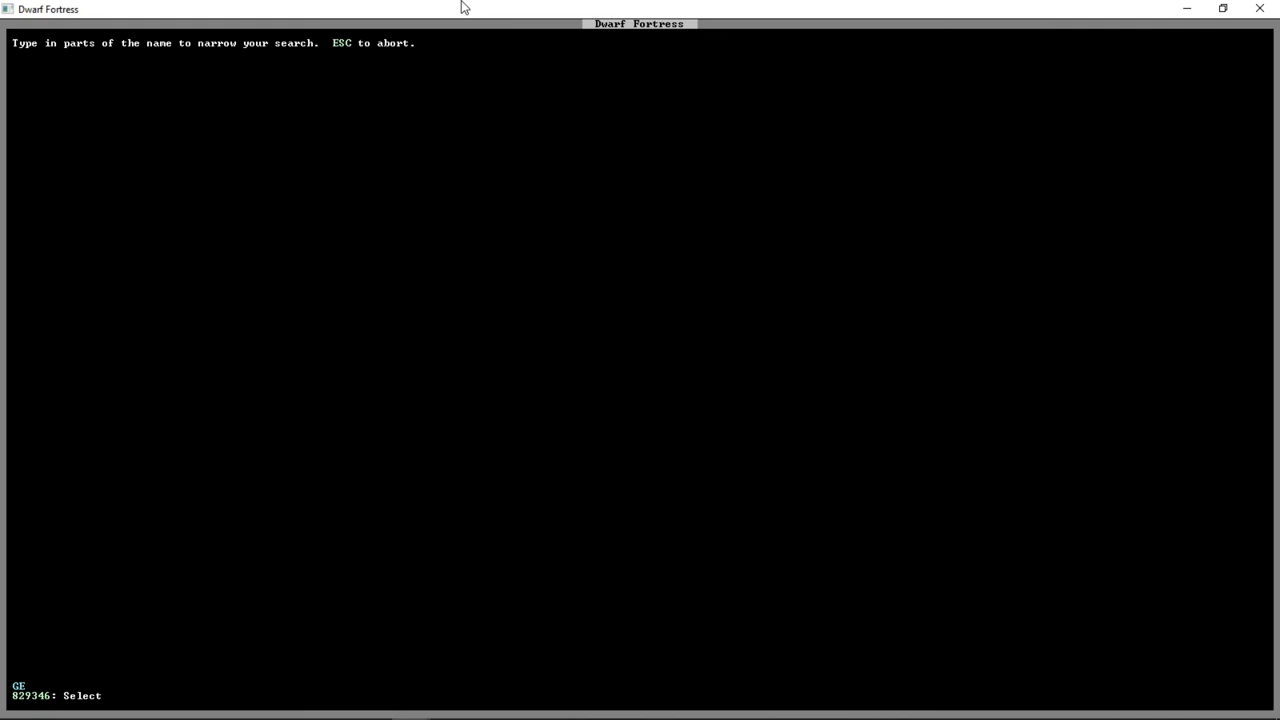 Dwarf Fortress
Dwarf Fortress
Type in parts of the name to narrow your search.  ESC to abort.
GE
829346: Select